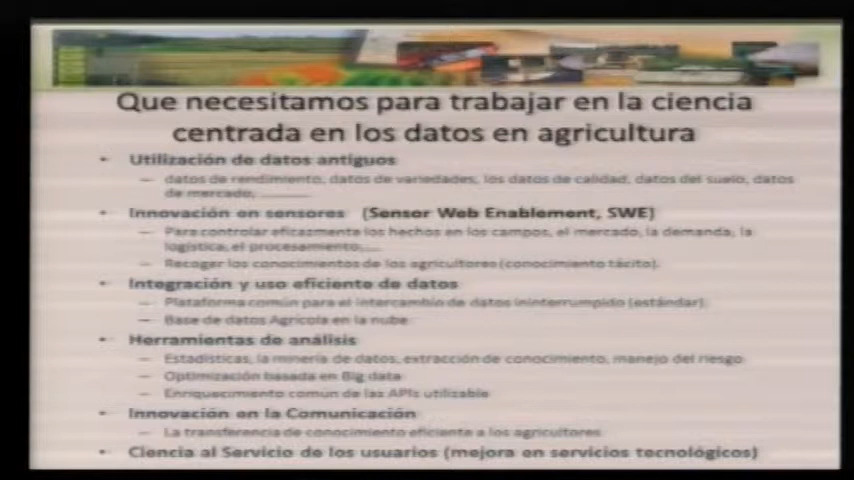 Que necesitamos para trabajar en la ciencia
centrada en los datos en agricultura
• Utilización de datos antiguos
– datos de rendimiento, datos de variedades, los datos de calidad, datos del suelo, datos
de mercado, ............
• Innovación en sensores (Sensor Web Enablement, SWE)
– Para controlar eficazmente los hechos en los campos, el mercado, la demanda, la
logística, el procesamiento,....
– Recoger los conocimientos de los agricultores (conocimiento tácito).
• Integración y uso eficiente de datos
– Plataforma común para el intercambio de datos ininterrumpido (estándar)
– Base de datos Agrícola en la nube
• Herramientas de análisis
– Estadísticas, la minería de datos, extracción de conocimiento, manejo del riesgo
– Optimización basada en Big data
– Enriquecimiento comun de las APIs utilizable
• Innovación en la Comunicación
– La transferencia de conocimiento eficiente a los agricultores
• Ciencia al Servicio de los usuarios (mejora en servicios tecnológicos)